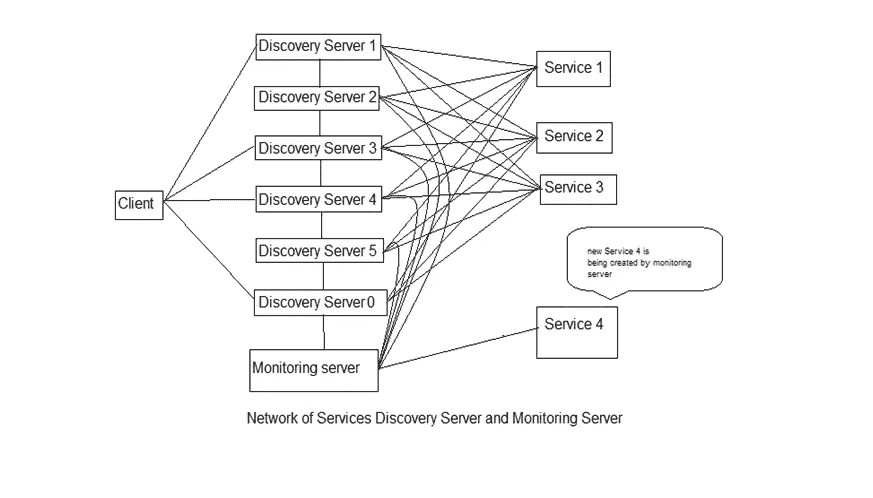 Discovery Server 1
Discovery Server 2
Discovery Server 3
Discovery Server 4
Discovery Server 5
Discovery Server 0
Monitoring server
Client
Service 1
Service 2
Service 3
new Service 4 is
being created by monitoring
server
Service 4
Network of Services Discovery Server and Monitoring Server